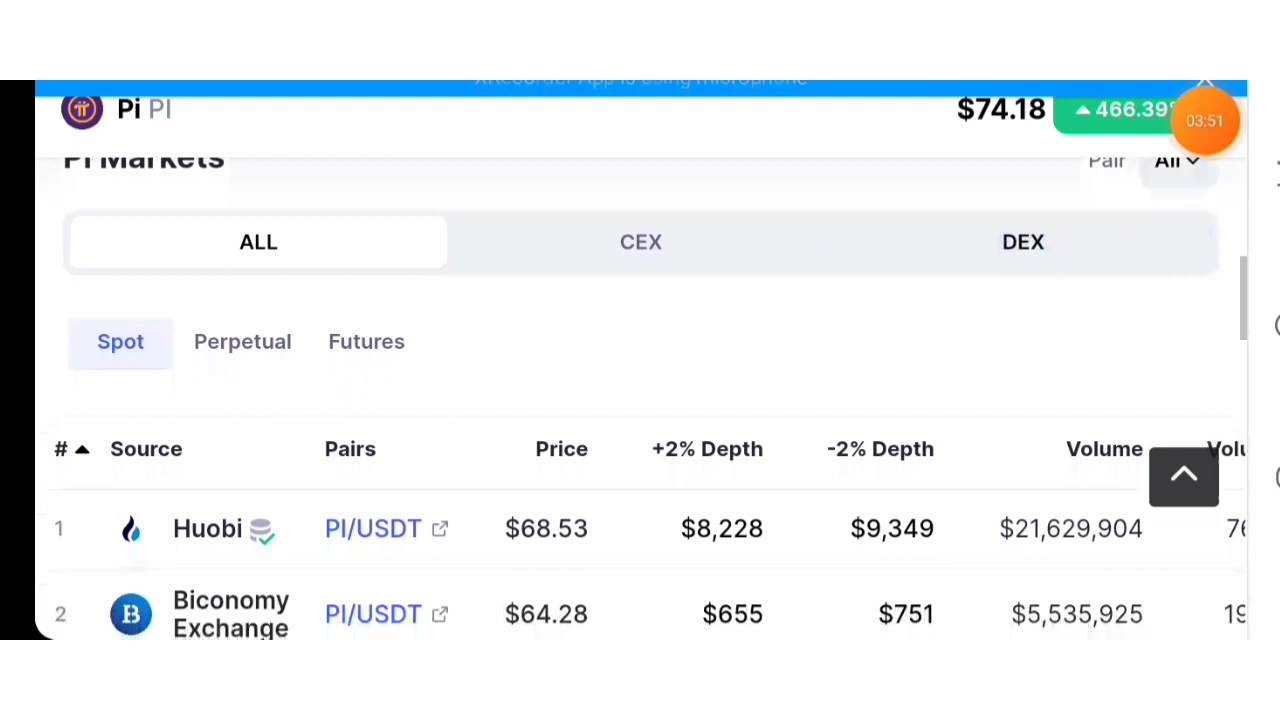 Pi PI $74.18 466.39%
03:51
Pi Markets Pair All
ALL CEX DEX
Spot Perpetual Futures
# Source Pairs Price +2% Depth -2% Depth Volume
1 Huobi PI/USDT $68.53 $8,228 $9,349 $21,629,904
2 Biconomy Exchange PI/USDT $64.28 $655 $751 $5,535,925